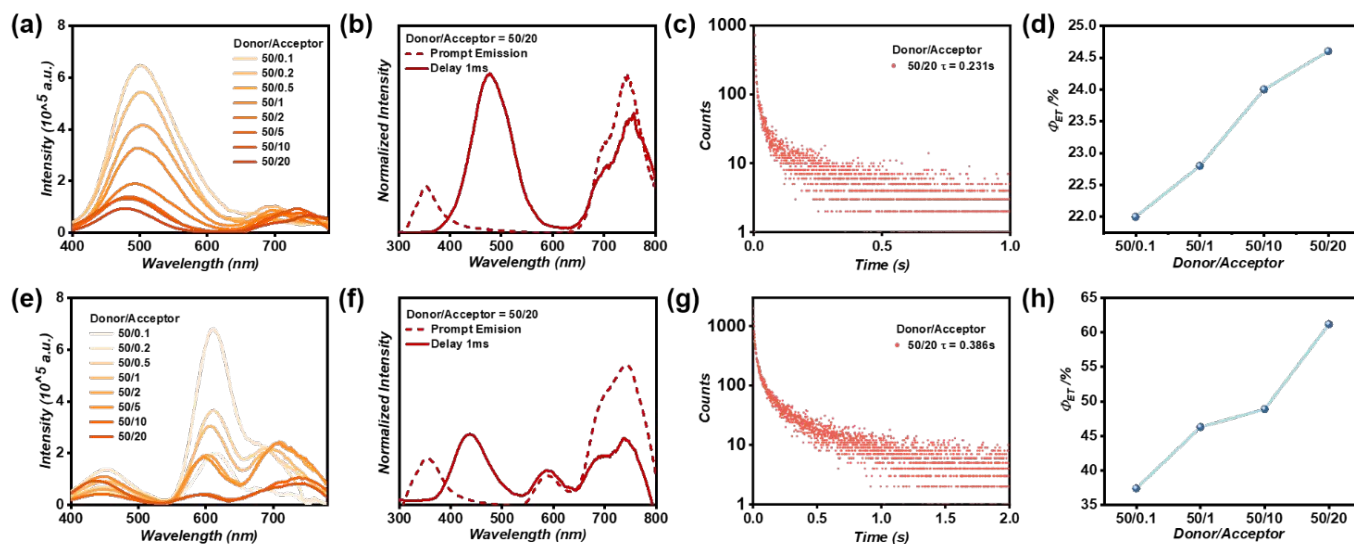 (a)
Intensity (10^5 a.u.)
8
6
4
2
0
400 500 600 700
Wavelength (nm)
Donor/Acceptor
50/0.1
50/0.2
50/0.5
50/1
50/2
50/5
50/10
50/20
(b)
Normalized Intensity
Donor/Acceptor = 50/20
Prompt Emission
Delay 1ms
300 400 500 600 700 800
Wavelength (nm)
(c)
Counts
1000
100
10
1
Donor/Acceptor
50/20 τ = 0.231s
0.0 0.5 1.0
Time (s)
(d)
Φ_ET /%
25.0
24.5
24.0
23.5
23.0
22.5
22.0
50/0.1 50/1 50/10 50/20
Donor/Acceptor
(e)
Intensity (10^5 a.u.)
8
6
4
2
0
Donor/Acceptor
50/0.1
50/0.2
50/0.5
50/1
50/2
50/5
50/10
50/20
400 500 600 700
Wavelength (nm)
(f)
Normalized Intensity
Donor/Acceptor = 50/20
Prompt Emision
Delay 1ms
300 400 500 600 700 800
Wavelength (nm)
(g)
Counts
1000
100
10
1
Donor/Acceptor
50/20 τ = 0.386s
0.0 0.5 1.0 1.5 2.0
Time (s)
(h)
Φ_ET /%
65
60
55
50
45
40
35
50/0.1 50/1 50/10 50/20
Donor/Acceptor